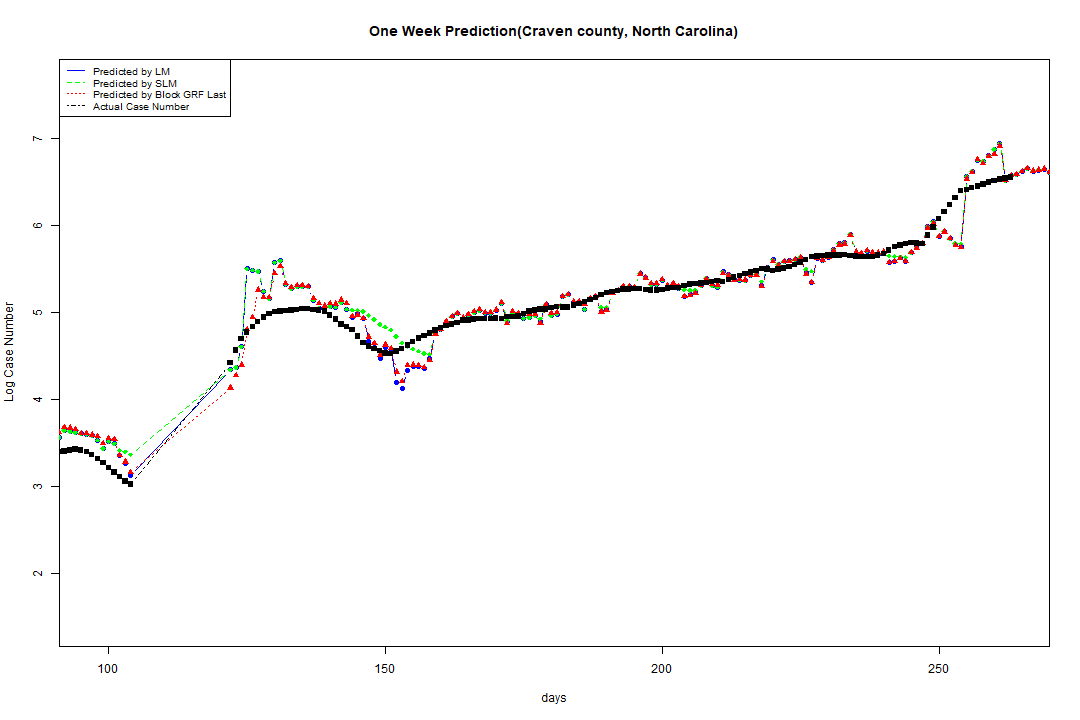 One Week Prediction(Craven county, North Carolina)
Predicted by LM
Predicted by SLM
Predicted by Block GRF Last
Actual Case Number
7
6
5
4
3
2
Log Case Number
100 150 200 250
days